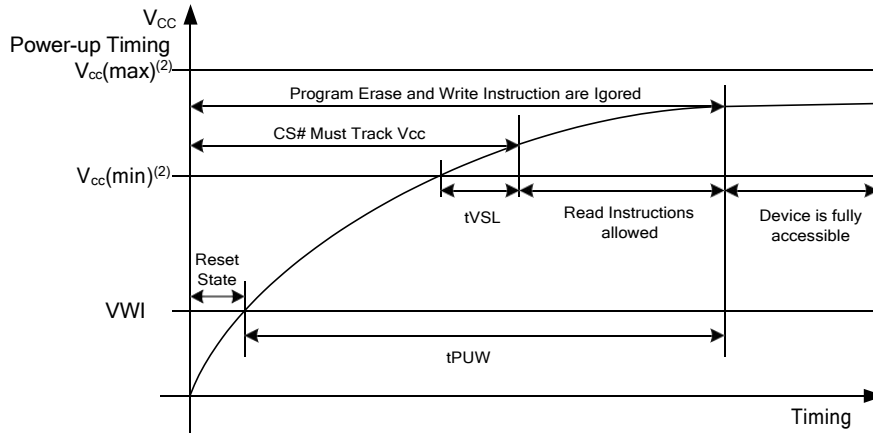 VCC
Power-up Timing
Vcc(max)(2)
Program Erase and Write Instruction are Igored
CS# Must Track Vcc
Vcc(min)(2)
tVSL
Read Instructions
allowed
Device is fully
accessible
Reset
State
VWI
tPUW
Timing